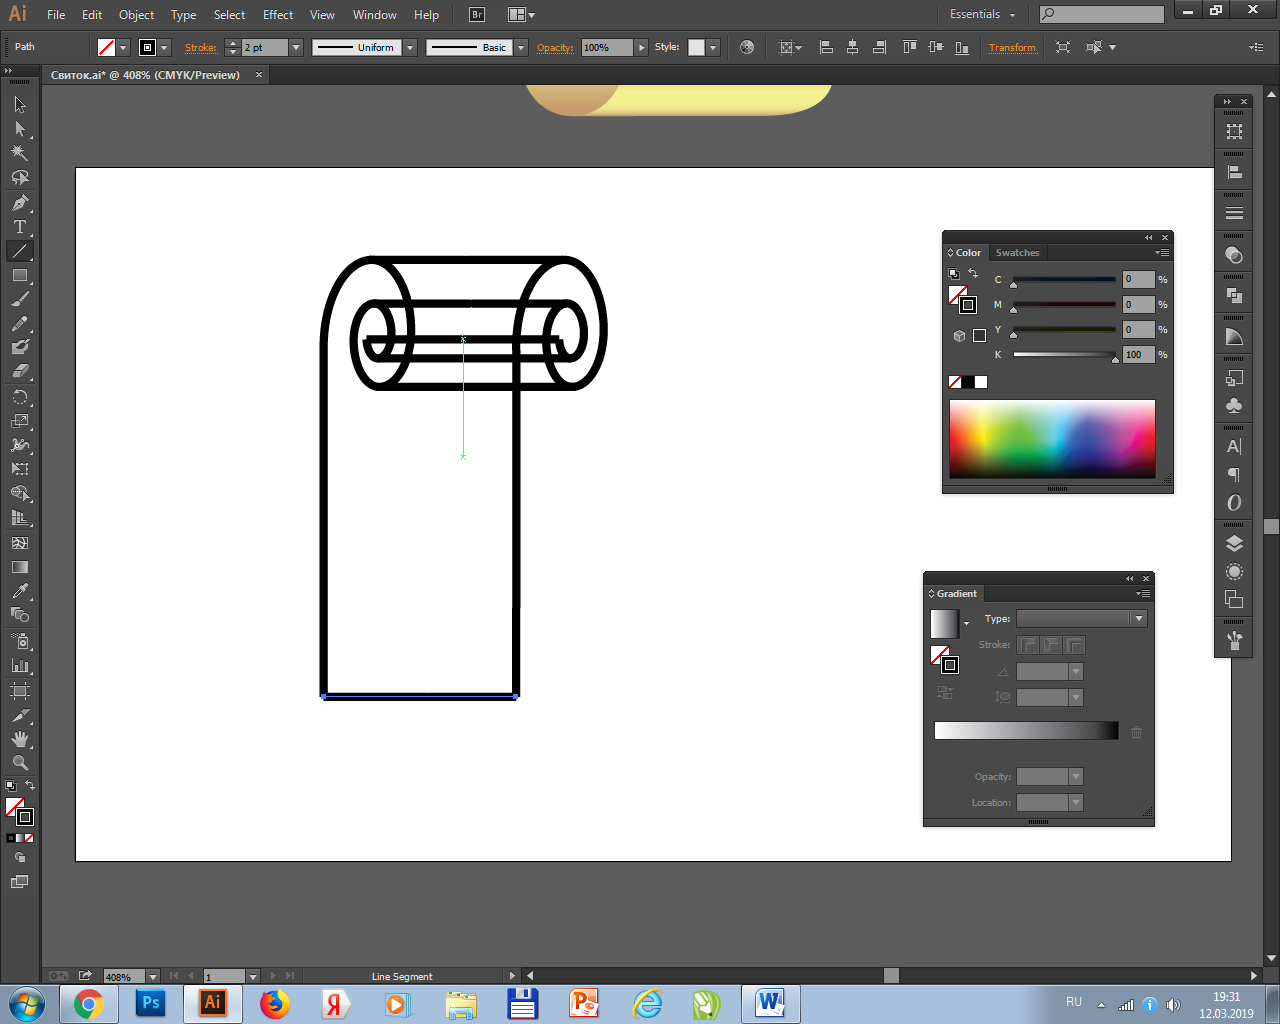 Ai File Edit Object Type Select Effect View Window Help Br Essentials
Path Stroke: 2 pt Uniform Basic Opacity: 100% Style: Transform
Свиток.ai* @ 408% (CMYK/Preview)
Color Swatches
C 0 %
M 0 %
Y 0 %
K 100 %
Gradient
Type:
Stroke:
Opacity:
Location:
408% 1 Line Segment
Ps Ai Я P W RU 19:31
12.03.2019